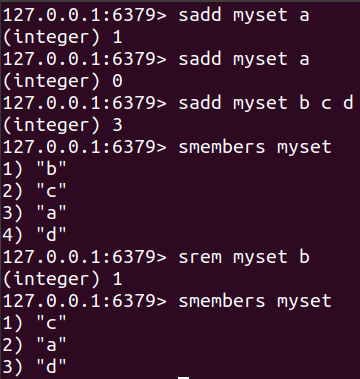 127.0.0.1:6379> sadd myset a
(integer) 1
127.0.0.1:6379> sadd myset a
(integer) 0
127.0.0.1:6379> sadd myset b c d
(integer) 3
127.0.0.1:6379> smembers myset
1) "b"
2) "c"
3) "a"
4) "d"
127.0.0.1:6379> srem myset b
(integer) 1
127.0.0.1:6379> smembers myset
1) "c"
2) "a"
3) "d"